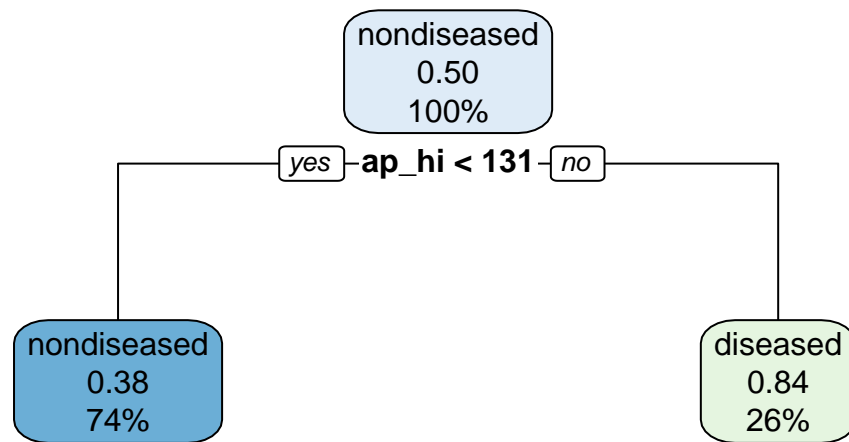 nondiseased
0.50
100%
yes ap_hi < 131 no
nondiseased
0.38
74%
diseased
0.84
26%